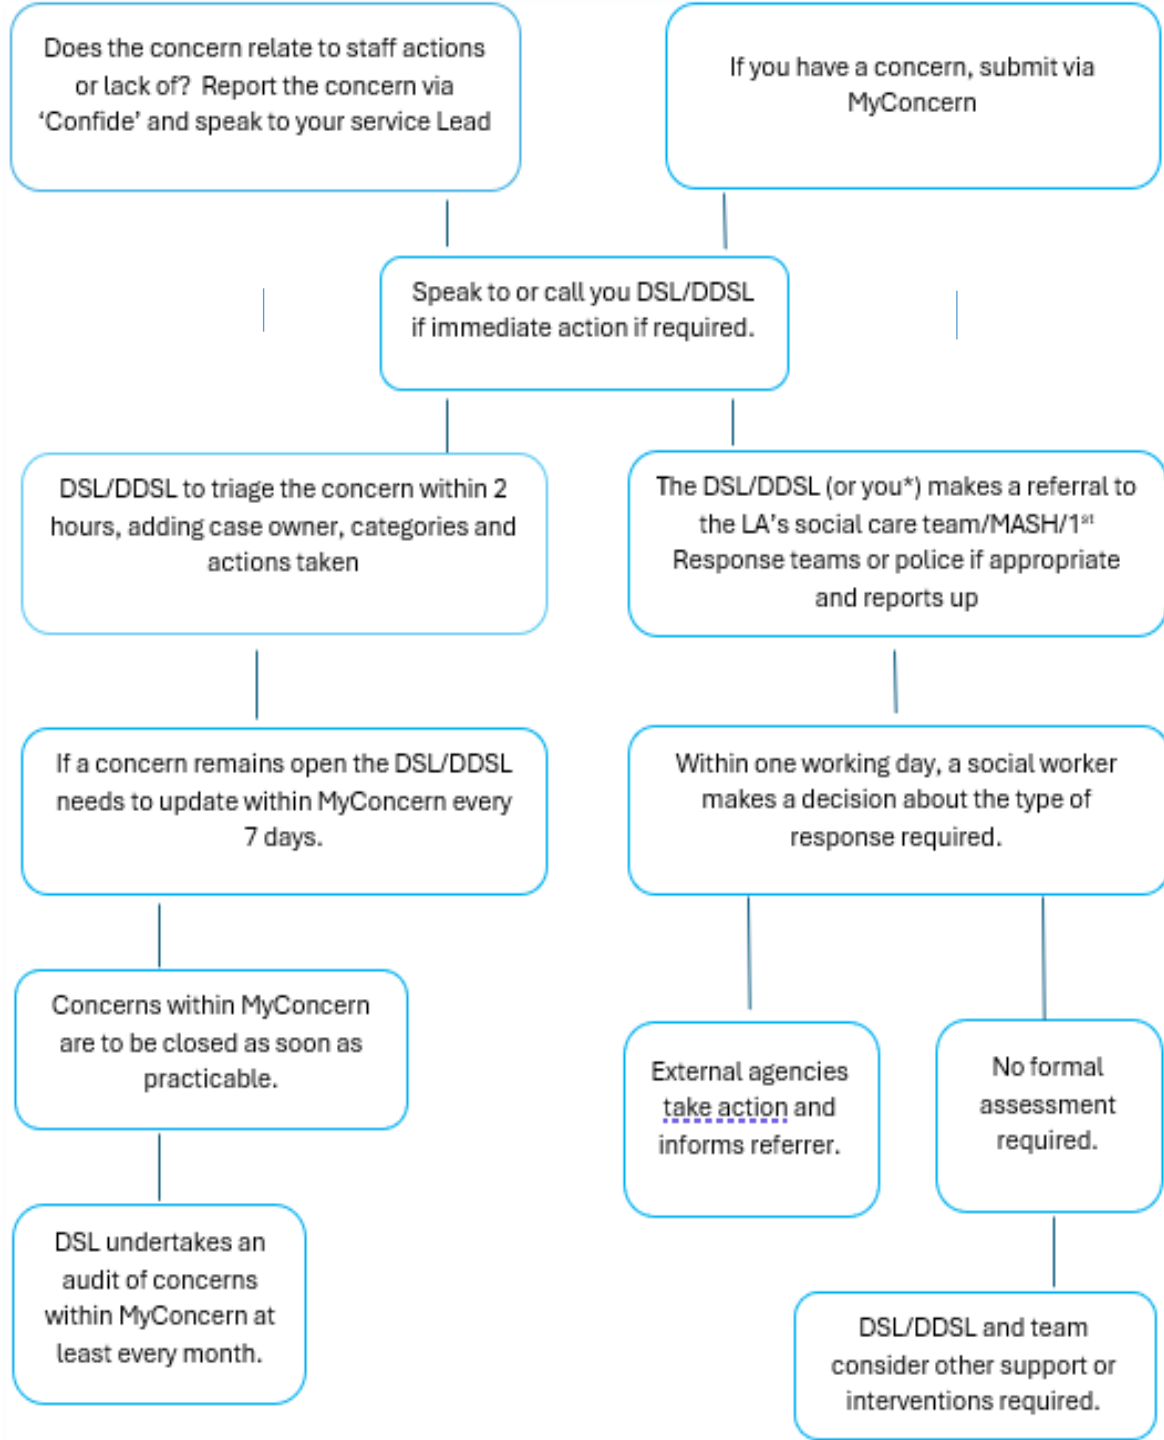 Does the concern relate to staff actions
or lack of? Report the concern via
‘Confide’ and speak to your service Lead
If you have a concern, submit via
MyConcern
Speak to or call you DSL/DDSL
if immediate action if required.
DSL/DDSL to triage the concern within 2
hours, adding case owner, categories and
actions taken
The DSL/DDSL (or you*) makes a referral to
the LA’s social care team/MASH/1st
Response teams or police if appropriate
and reports up
If a concern remains open the DSL/DDSL
needs to update within MyConcern every
7 days.
Within one working day, a social worker
makes a decision about the type of
response required.
Concerns within MyConcern
are to be closed as soon as
practicable.
External agencies
take action and
informs referrer.
No formal
assessment
required.
DSL undertakes an
audit of concerns
within MyConcern at
least every month.
DSL/DDSL and team
consider other support or
interventions required.